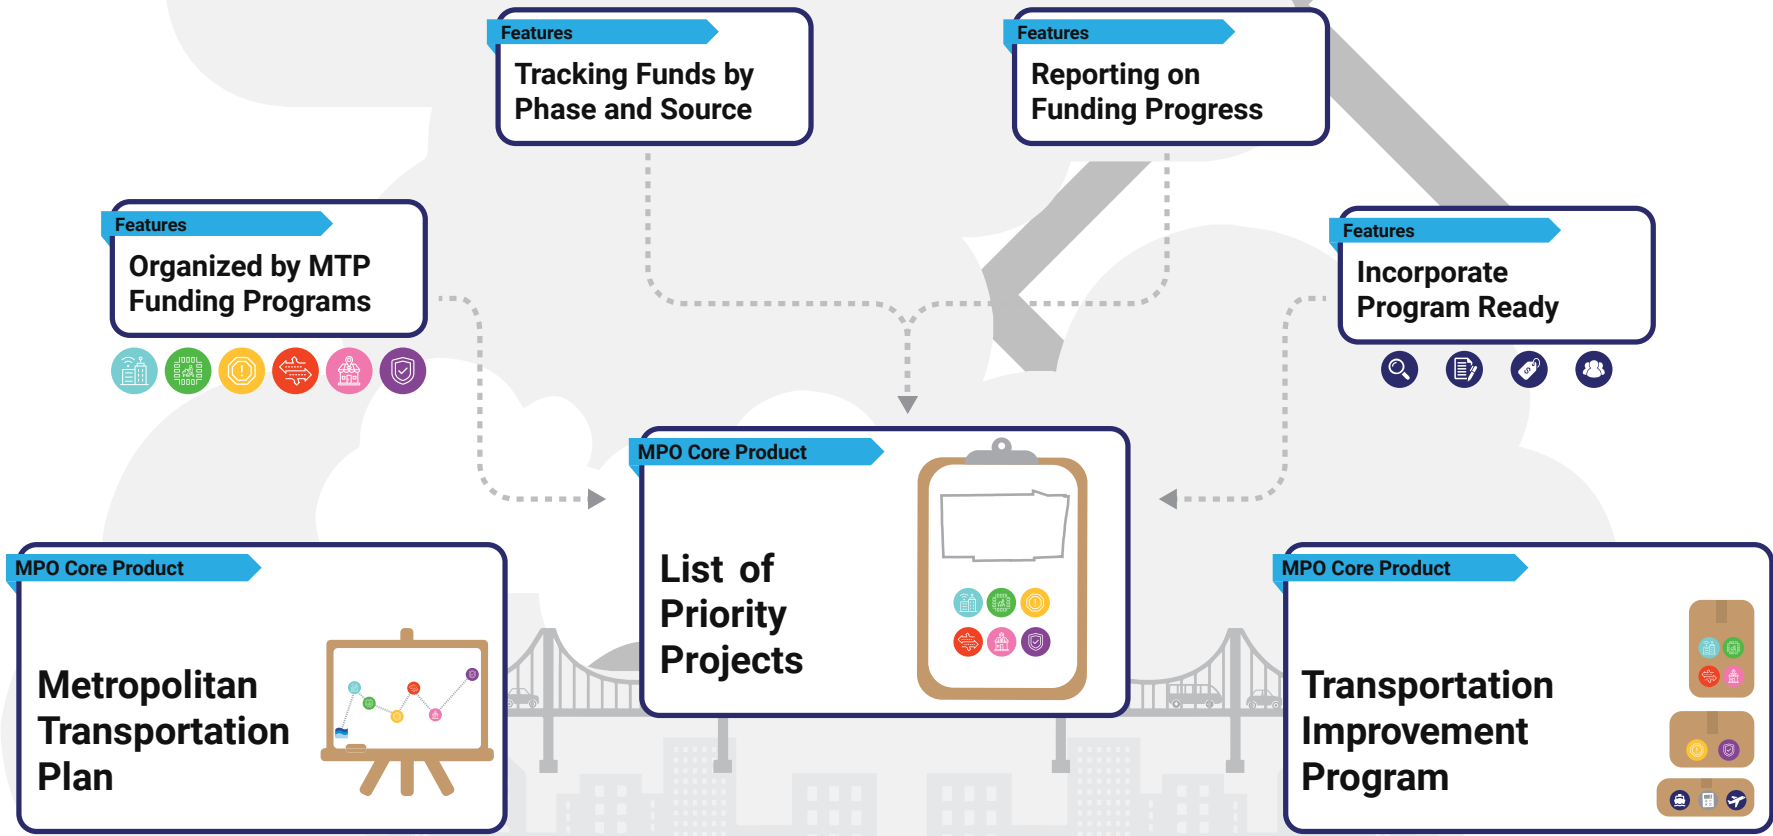 Features
Tracking Funds by
Phase and Source
Features
Reporting on
Funding Progress
Features
Organized by MTP
Funding Programs
Features
Incorporate
Program Ready
MPO Core Product
List of
Priority
Projects
MPO Core Product
Metropolitan
Transportation
Plan
MPO Core Product
Transportation
Improvement
Program